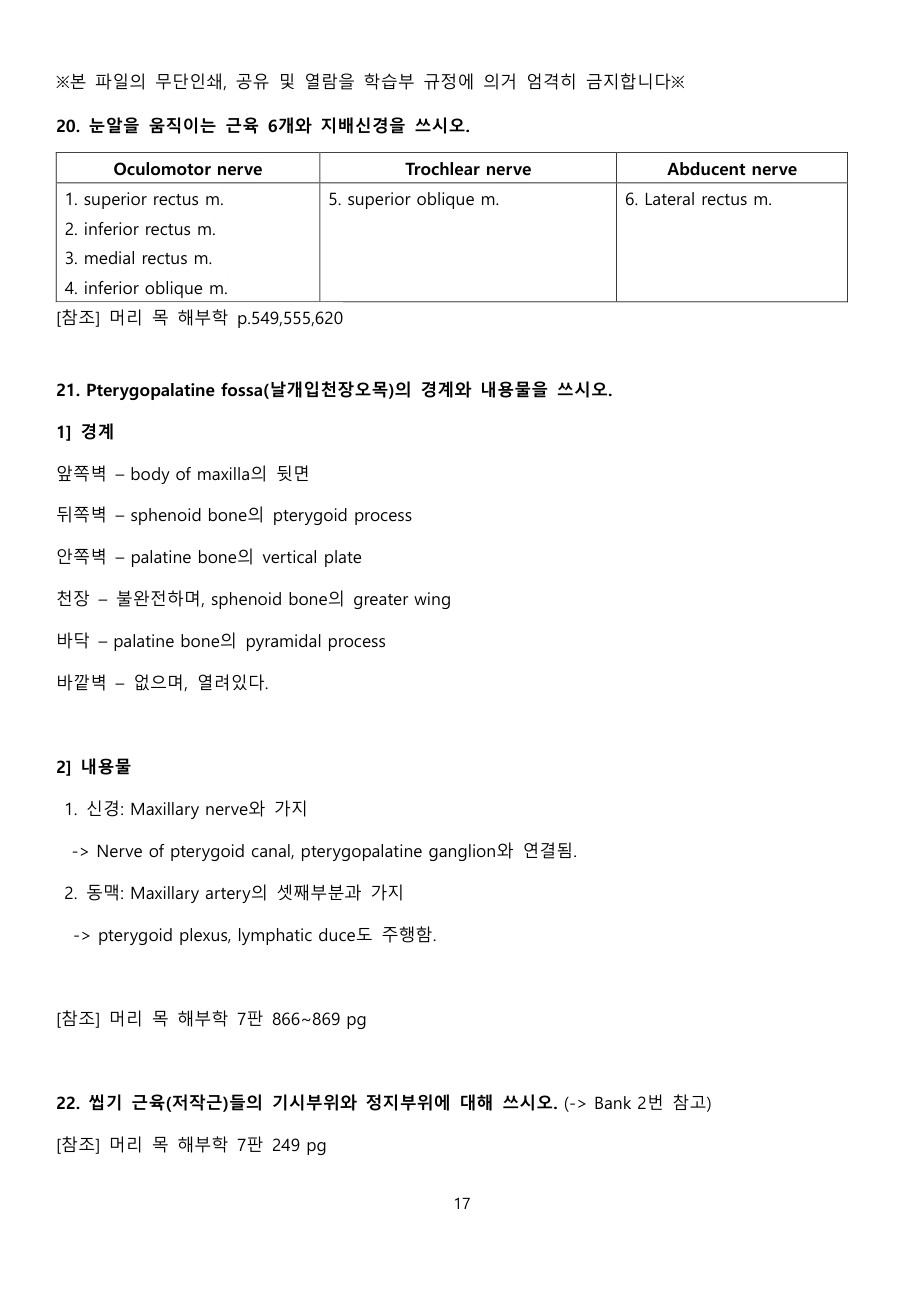 ※본 파일의 무단인쇄, 공유 및 열람을 학습부 규정에 의거 엄격히 금지합니다※
20. 눈알을 움직이는 근육 6개와 지배신경을 쓰시오.
Oculomotor nerve Trochlear nerve Abducent nerve
1. superior rectus m. 5. superior oblique m. 6. Lateral rectus m.
2. inferior rectus m.
3. medial rectus m.
4. inferior oblique m.
[참조] 머리 목 해부학 p.549,555,620
21. Pterygopalatine fossa(날개입천장오목)의 경계와 내용물을 쓰시오.
1] 경계
앞쪽벽 – body of maxilla의 뒷면
뒤쪽벽 – sphenoid bone의 pterygoid process
안쪽벽 – palatine bone의 vertical plate
천장 – 불완전하며, sphenoid bone의 greater wing
바닥 – palatine bone의 pyramidal process
바깥벽 – 없으며, 열려있다.
2] 내용물
1. 신경: Maxillary nerve와 가지
-> Nerve of pterygoid canal, pterygopalatine ganglion와 연결됨.
2. 동맥: Maxillary artery의 셋째부분과 가지
-> pterygoid plexus, lymphatic duce도 주행함.
[참조] 머리 목 해부학 7판 866~869 pg
22. 씹기 근육(저작근)들의 기시부위와 정지부위에 대해 쓰시오. (-> Bank 2번 참고)
[참조] 머리 목 해부학 7판 249 pg
17